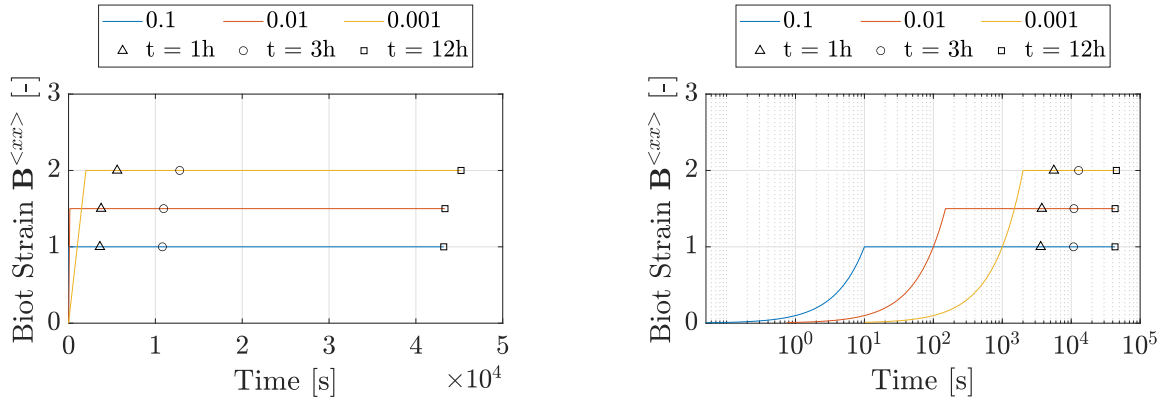 0.1 0.01 0.001
t = 1h t = 3h t = 12h
3
2
1
0
Biot Strain B^<xx> [-]
0 1 2 3 4 5
Time [s] ×10^4
0.1 0.01 0.001
t = 1h t = 3h t = 12h
3
2
1
0
Biot Strain B^<xx> [-]
10^0 10^1 10^2 10^3 10^4 10^5
Time [s]